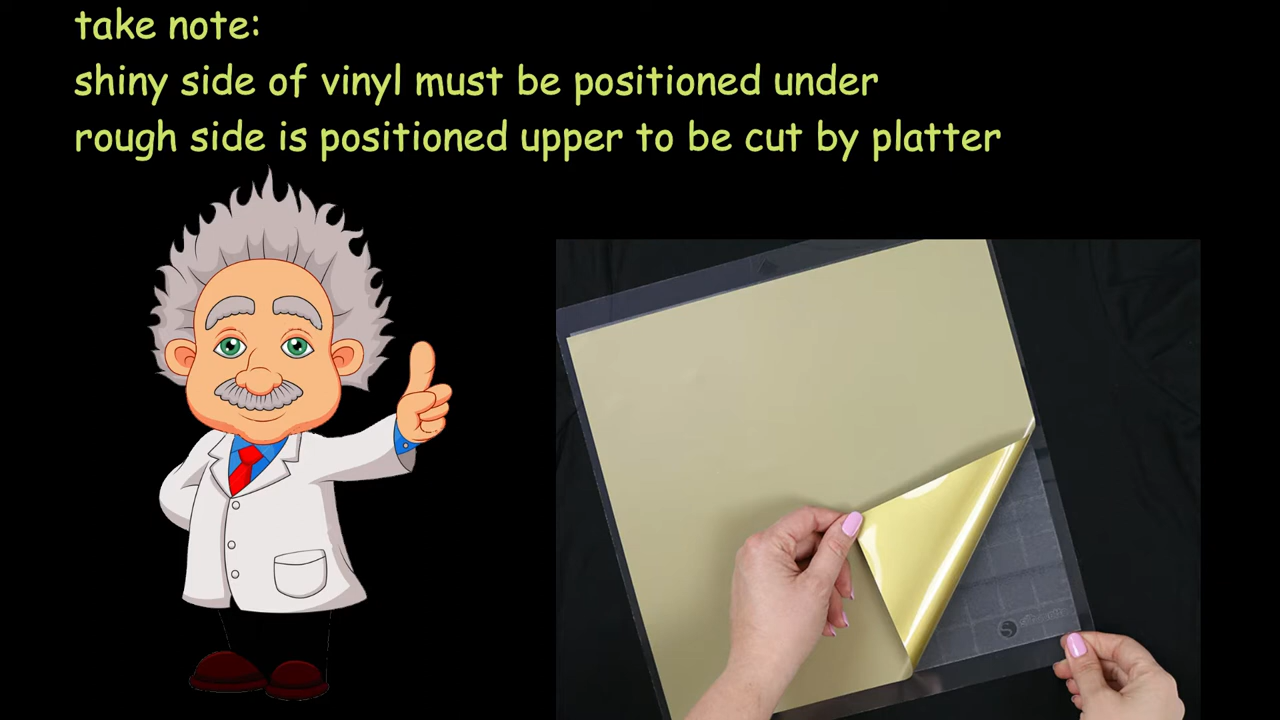 take note:
shiny side of vinyl must be positioned under
rough side is positioned upper to be cut by platter